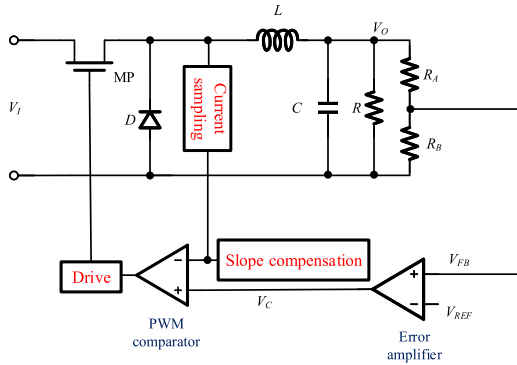 L
V_O
MP
V_I
D
Current
sampling
C
R
R_A
R_B
−
+
Slope compensation
Drive
V_C
PWM
comparator
+
−
V_FB
V_REF
Error
amplifier